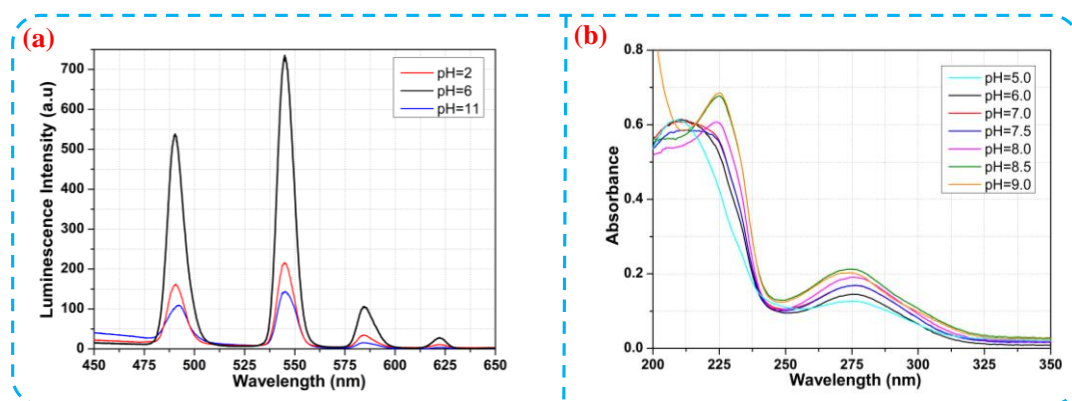 (a)
Luminescence Intensity (a.u)
700
600
500
400
300
200
100
0
450
475
500
525
550
575
600
625
650
Wavelength (nm)
pH=2
pH=6
pH=11
(b)
Absorbance
0.8
0.6
0.4
0.2
0.0
200
225
250
275
300
325
350
Wavelength (nm)
pH=5.0
pH=6.0
pH=7.0
pH=7.5
pH=8.0
pH=8.5
pH=9.0